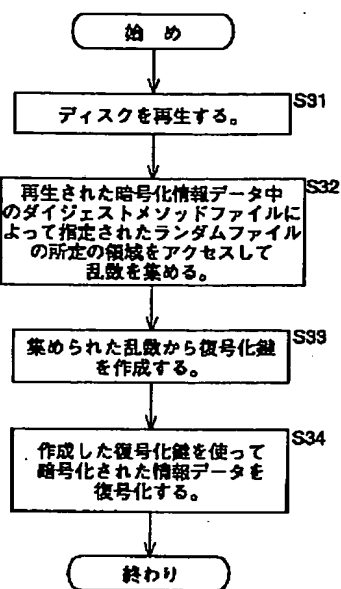 始 め
S31
ディスクを再生する。
S32
再生された暗号化情報データ中
のダイジェストメソッドファイルに
よって指定されたランダムファイル
の所定の領域をアクセスして
乱数を集める。
S33
集められた乱数から復号化鍵
を作成する。
S34
作成した復号化鍵を使って
暗号化された情報データを
復号化する。
終わり